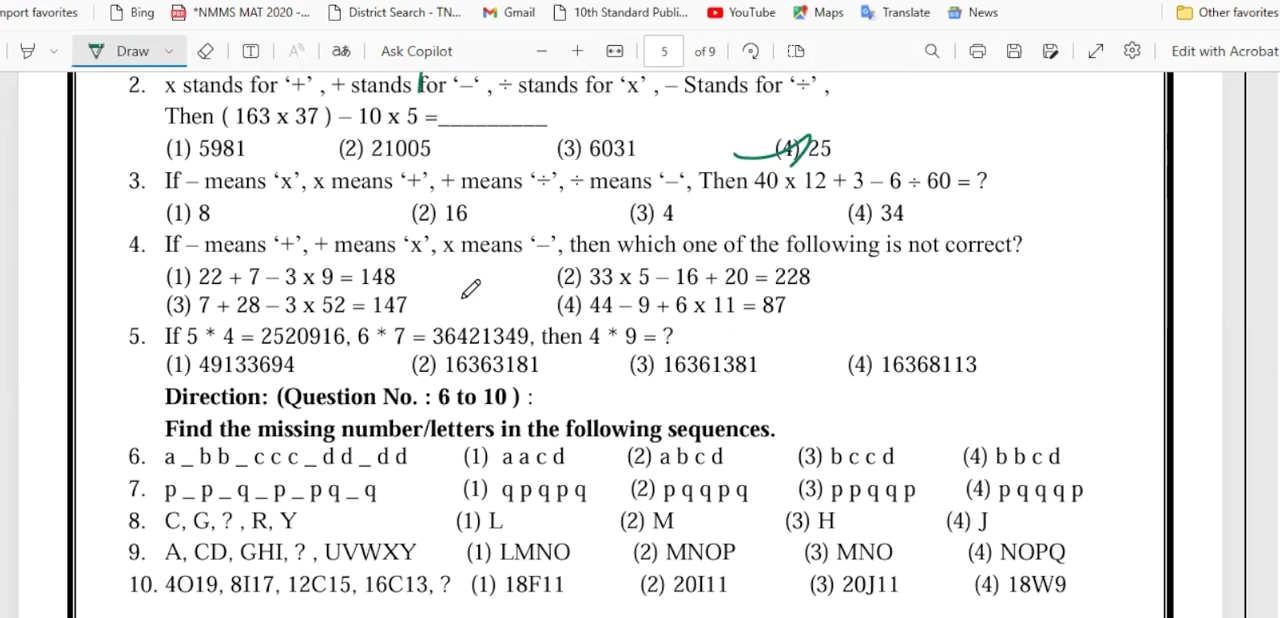 nport favorites Bing *NMMS MAT 2020 -... District Search - TN... Gmail 10th Standard Publi... YouTube Maps Translate News Other favorites
Draw T A aあ Ask Copilot − + 5 of 9 Edit with Acrobat
2. x stands for ‘+’ , + stands for ‘–‘ , ÷ stands for ‘x’ , – Stands for ‘÷’ ,
Then ( 163 x 37 ) – 10 x 5 =_________
(1) 5981 (2) 21005 (3) 6031 (4) 25
3. If – means ‘x’, x means ‘+’, + means ‘÷’, ÷ means ‘–‘, Then 40 x 12 + 3 – 6 ÷ 60 = ?
(1) 8 (2) 16 (3) 4 (4) 34
4. If – means ‘+’, + means ‘x’, x means ‘–’, then which one of the following is not correct?
(1) 22 + 7 – 3 x 9 = 148 (2) 33 x 5 – 16 + 20 = 228
(3) 7 + 28 – 3 x 52 = 147 (4) 44 – 9 + 6 x 11 = 87
5. If 5 * 4 = 2520916, 6 * 7 = 36421349, then 4 * 9 = ?
(1) 49133694 (2) 16363181 (3) 16361381 (4) 16368113
Direction: (Question No. : 6 to 10 ) :
Find the missing number/letters in the following sequences.
6. a _ b b _ c c c _ d d _ d d (1) a a c d (2) a b c d (3) b c c d (4) b b c d
7. p _ p _ q _ p _ p q _ q (1) q p q p q (2) p q q p q (3) p p q q p (4) p q q q p
8. C, G, ? , R, Y (1) L (2) M (3) H (4) J
9. A, CD, GHI, ? , UVWXY (1) LMNO (2) MNOP (3) MNO (4) NOPQ
10. 4O19, 8I17, 12C15, 16C13, ? (1) 18F11 (2) 20I11 (3) 20J11 (4) 18W9